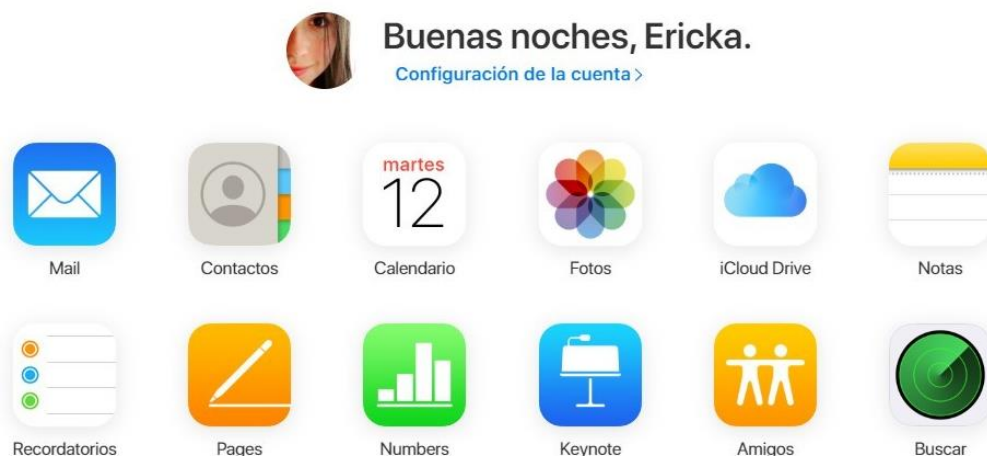 Buenas noches, Ericka.
Configuración de la cuenta >
martes
12
Mail
Contactos
Calendario
Fotos
iCloud Drive
Notas
Recordatorios
Pages
Numbers
Keynote
Amigos
Buscar